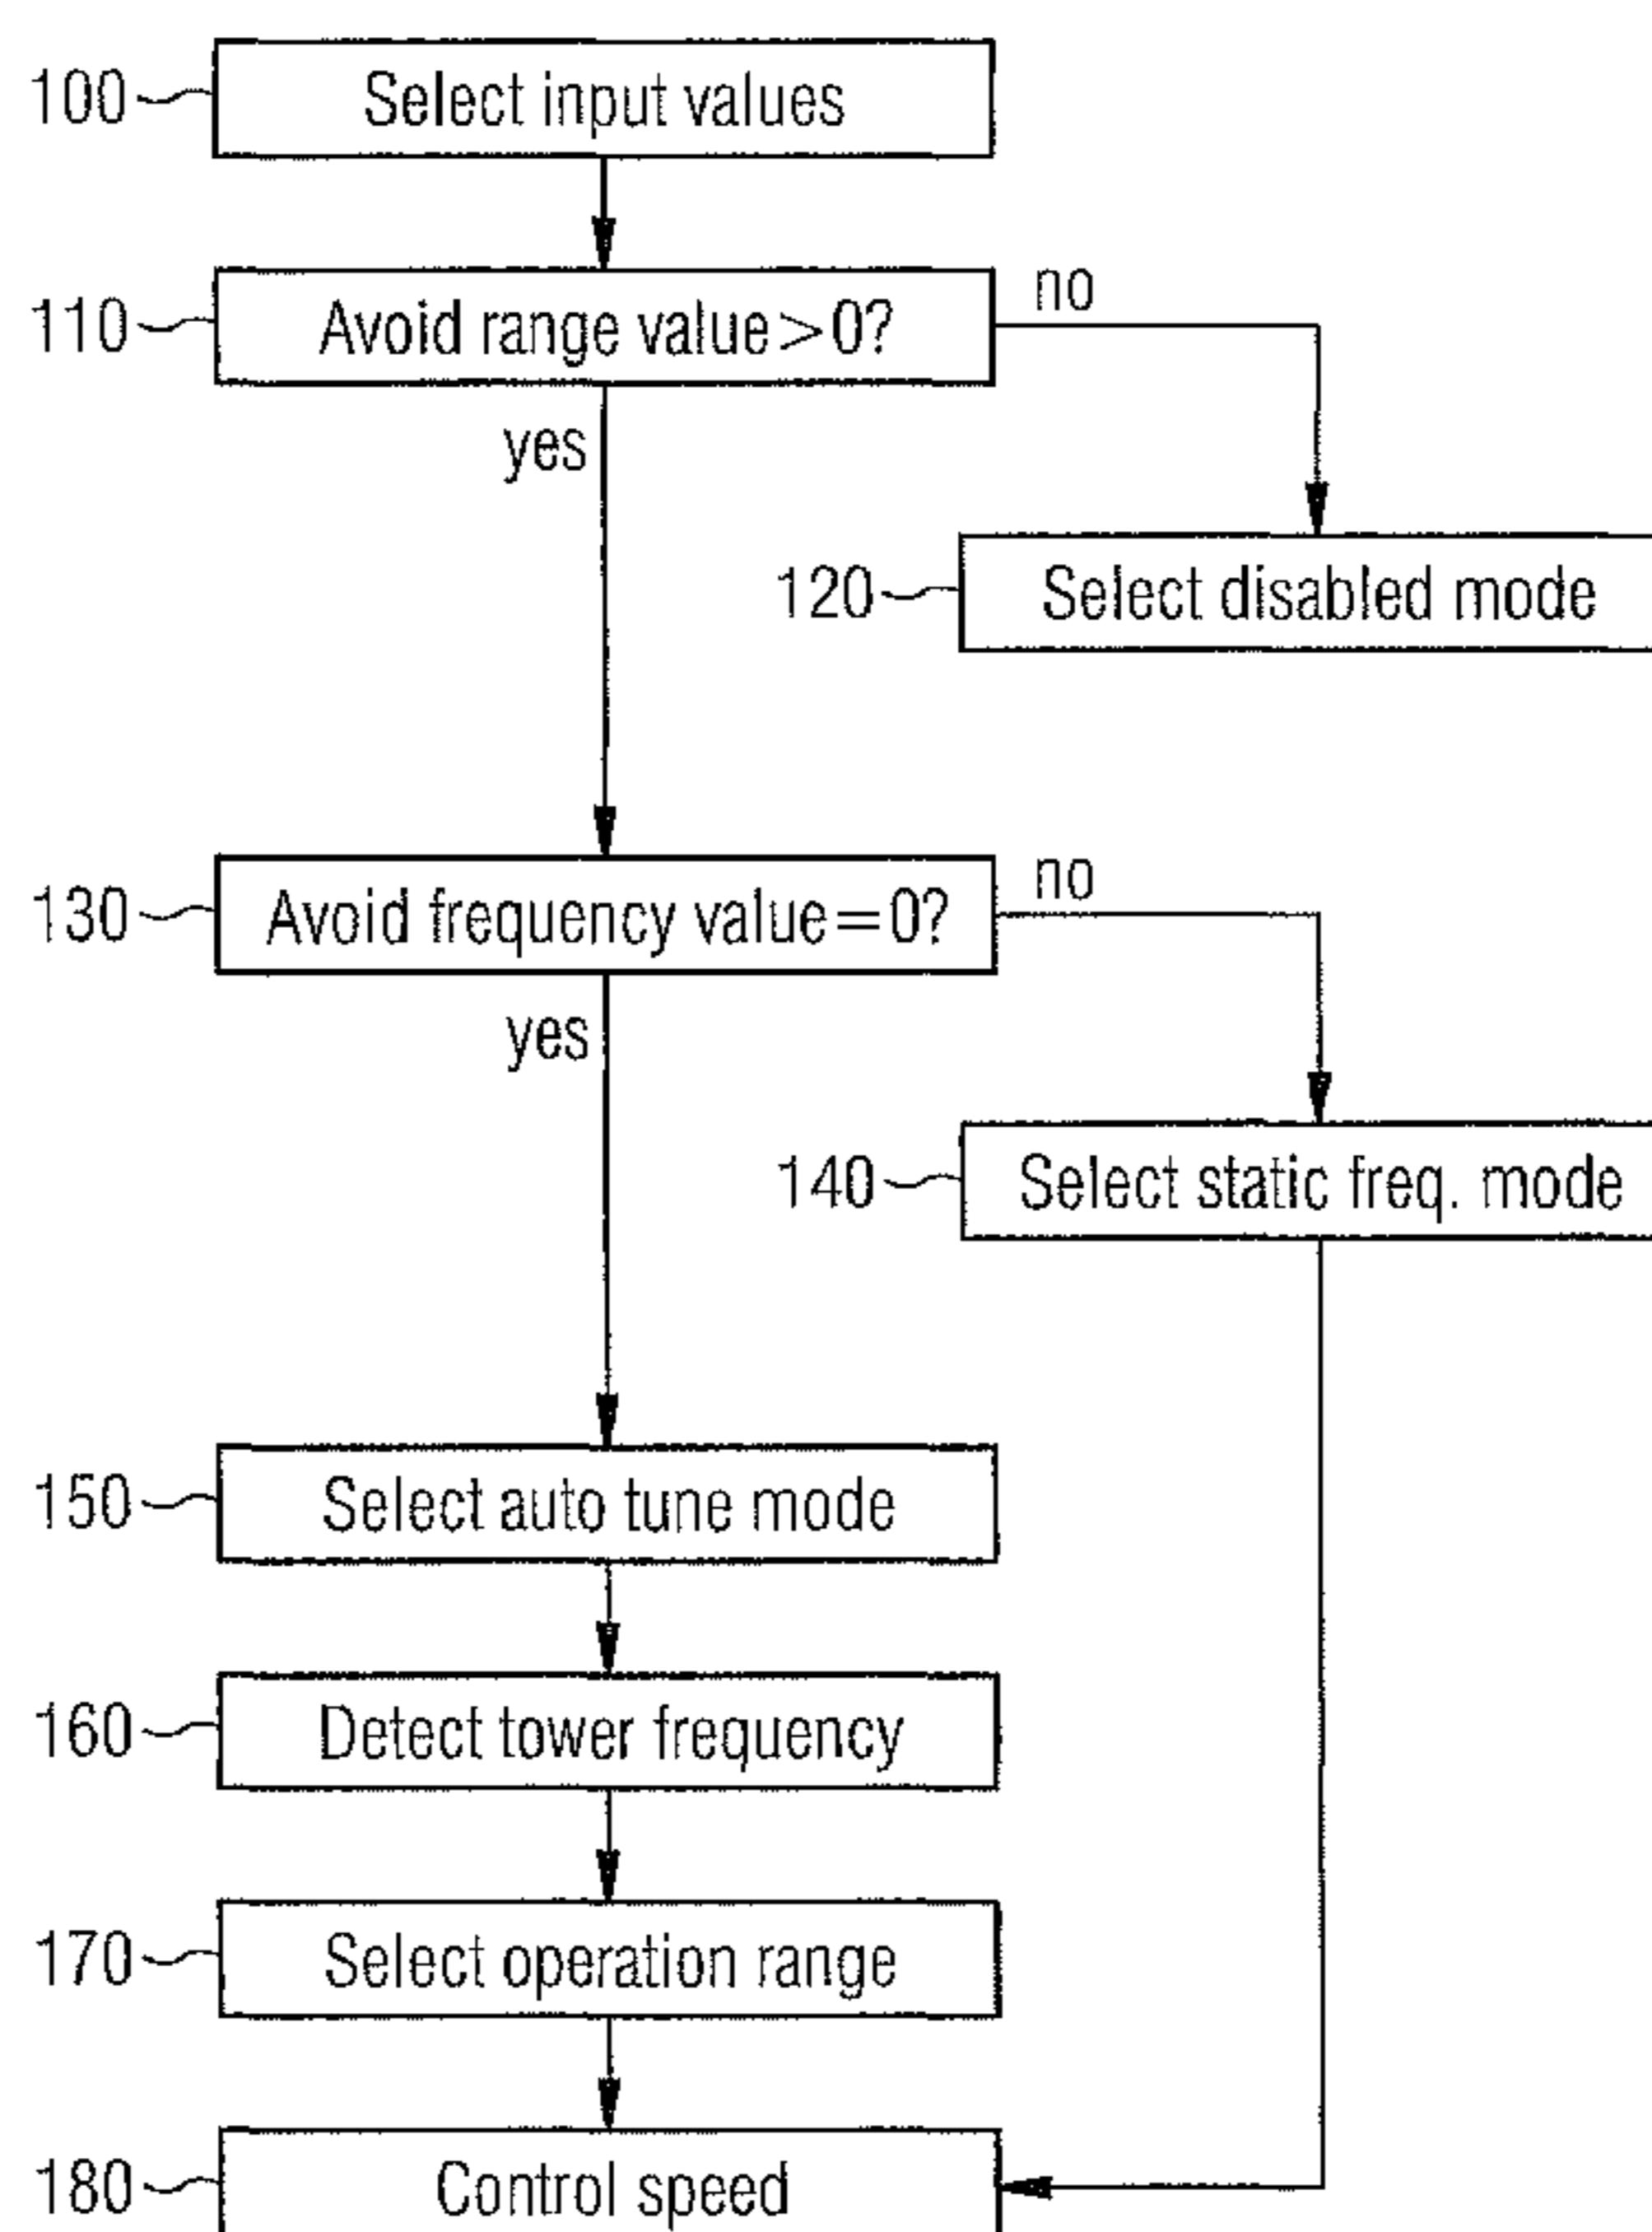 100 Select input values
110 Avoid range value>0? no
yes
120 Select disabled mode
130 Avoid frequency value=0? no
yes
140 Select static freq. mode
150 Select auto tune mode
160 Detect tower frequency
170 Select operation range
180 Control speed